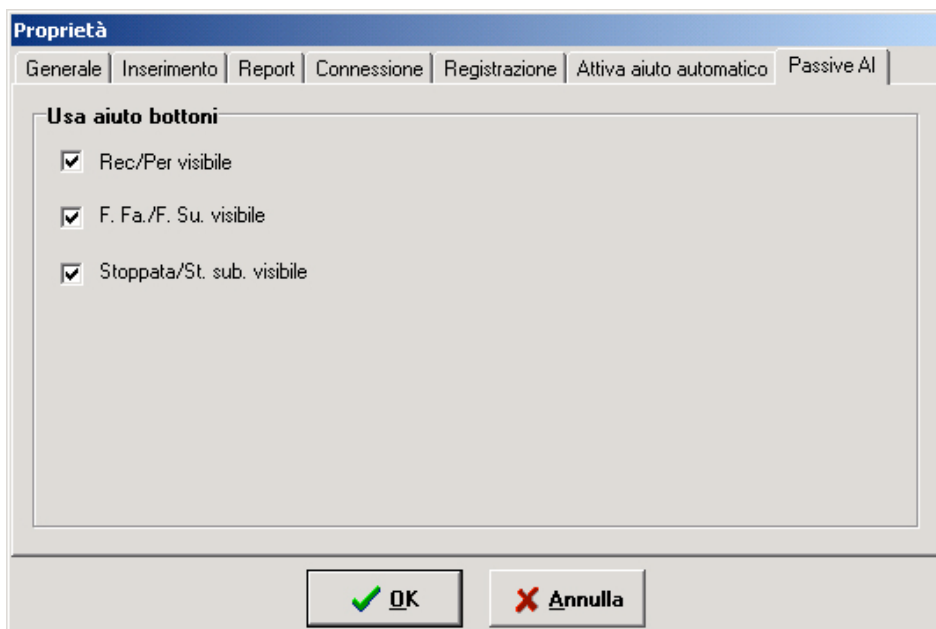 Proprietà
Generale Inserimento Report Connessione Registrazione Attiva aiuto automatico Passive AI
Usa aiuto bottoni
Rec/Per visibile
F. Fa./F. Su. visibile
Stoppata/St. sub. visibile
OK Annulla